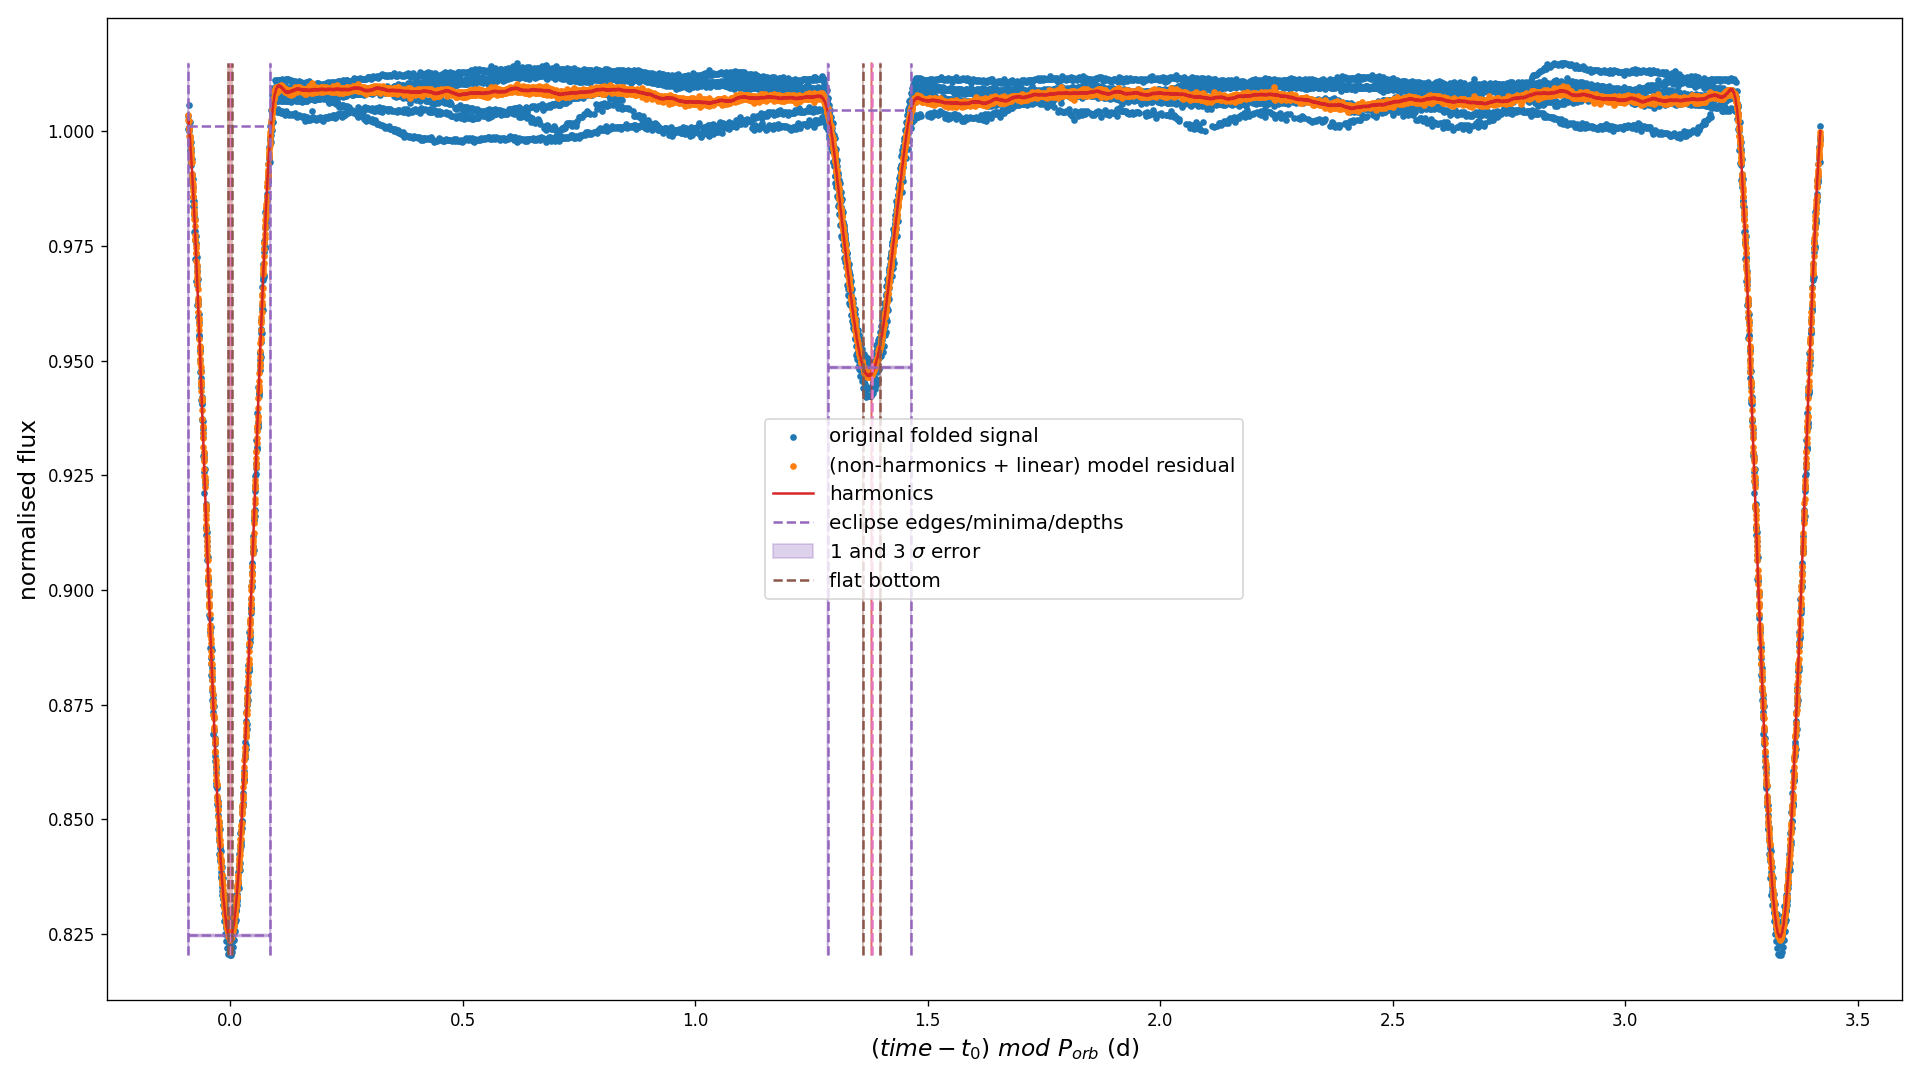 normalised flux
1.000
0.975
0.950
0.925
0.900
0.875
0.850
0.825
original folded signal
(non-harmonics + linear) model residual
harmonics
eclipse edges/minima/depths
1 and 3 σ error
flat bottom
0.0 0.5 1.0 1.5 2.0 2.5 3.0 3.5
(time − t₀) mod Pₒᵣb (d)